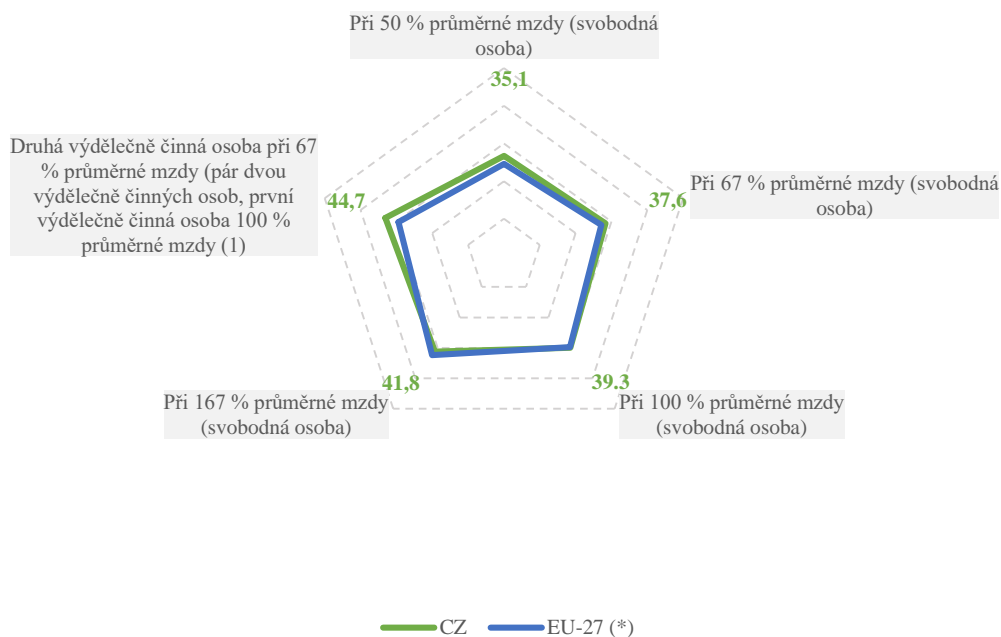 Při 50 % průměrné mzdy (svobodná
osoba)
35,1
Druhá výdělečně činná osoba při 67
% průměrné mzdy (pár dvou
výdělečně činných osob, první
výdělečně činná osoba 100 %
průměrné mzdy (1)
44,7
37,6
Při 67 % průměrné mzdy (svobodná
osoba)
41,8
Při 167 % průměrné mzdy
(svobodná osoba)
39.3
Při 100 % průměrné mzdy
(svobodná osoba)
CZ
EU-27 (*)